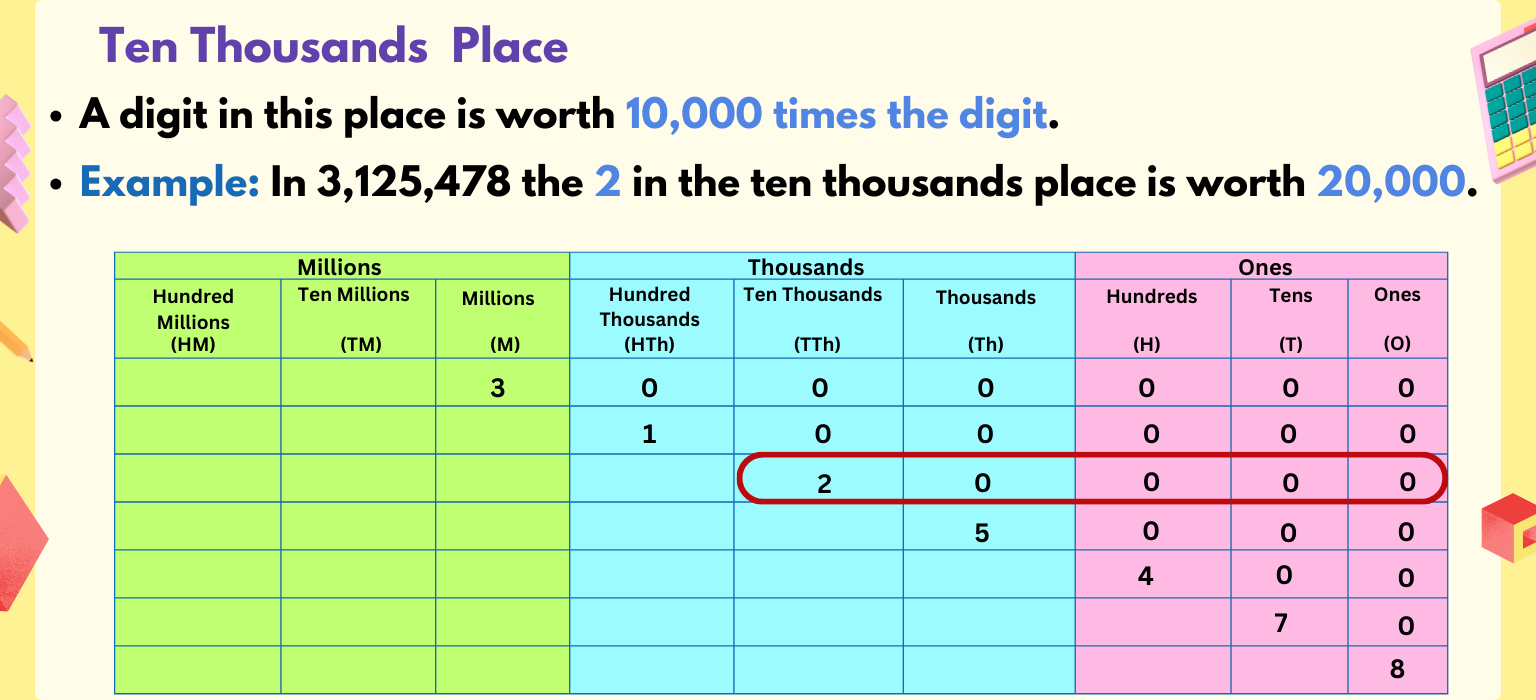 Ten Thousands Place
• A digit in this place is worth 10,000 times the digit.
• Example: In 3,125,478 the 2 in the ten thousands place is worth 20,000.
Millions Thousands Ones
Hundred Millions (HM) Ten Millions (TM) Millions (M) Hundred Thousands (HTh) Ten Thousands (TTh) Thousands (Th) Hundreds (H) Tens (T) Ones (O)
3 0 0 0 0 0 0
1 0 0 0 0 0
2 0 0 0 0
5 0 0 0
4 0 0
7 0
8